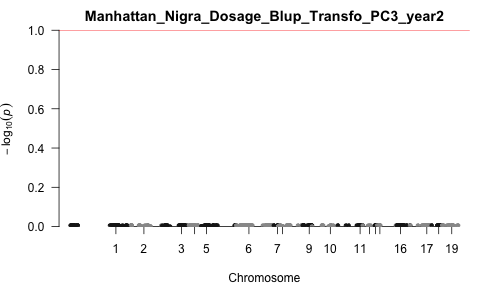 Manhattan_Nigra_Dosage_Blup_Transfo_PC3_year2
1.0
0.8
0.6
0.4
0.2
0.0
− log10(p)
1 2 3 5 6 7 9 10 11 16 17 19
Chromosome